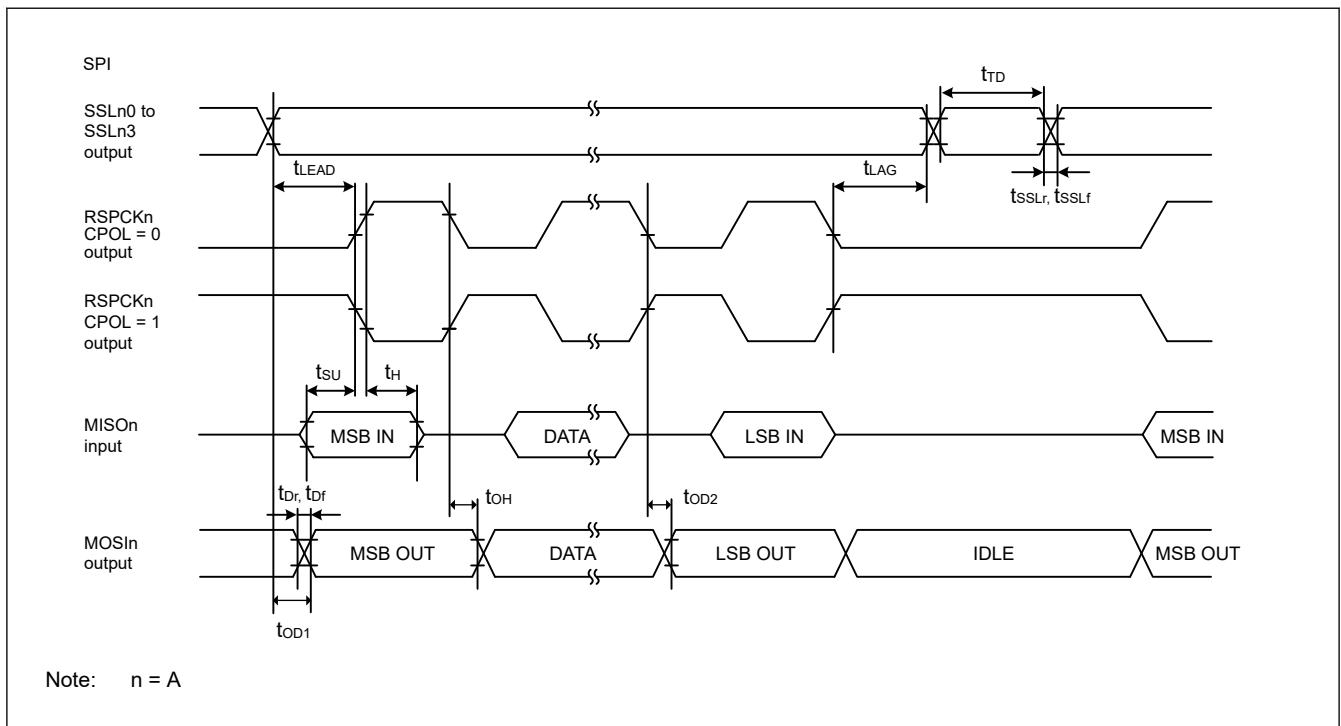 SPI
SSLn0 to
SSLn3
output
tTD
tLEAD
tLAG
tSSLr, tSSLf
RSPCKn
CPOL = 0
output
RSPCKn
CPOL = 1
output
tSU
tH
MISOn
input
MSB IN
DATA
LSB IN
MSB IN
tDr, tDf
tOH
tOD2
MOSIn
output
MSB OUT
DATA
LSB OUT
IDLE
MSB OUT
tOD1
Note: n = A